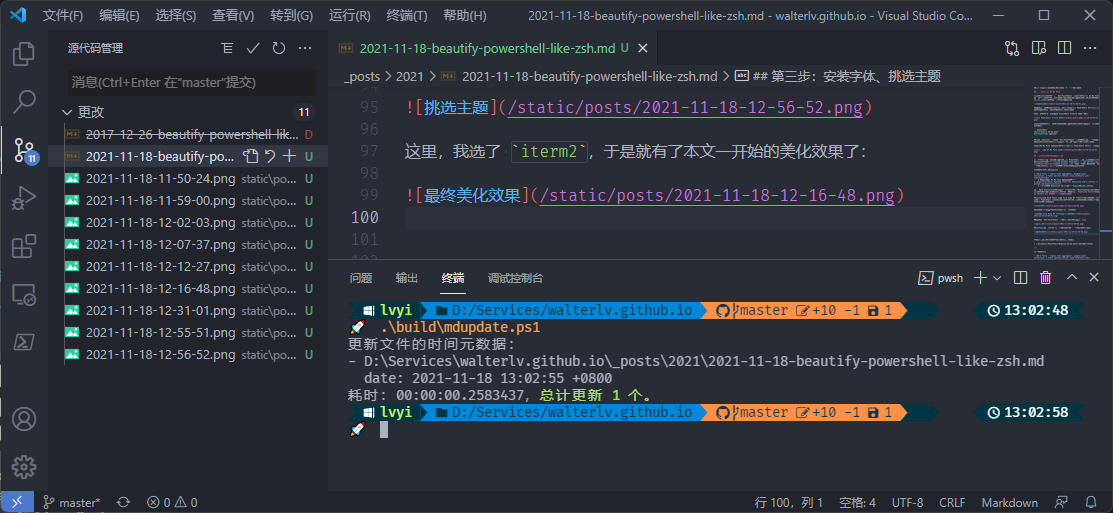 文件(F) 编辑(E) 选择(S) 查看(V) 转到(G) 运行(R) 终端(T) 帮助(H) 2021-11-18-beautify-powershell-like-zsh.md - walterlv.github.io - Visual Studio Co...
源代码管理
消息(Ctrl+Enter 在"master"提交)
更改 11
2017-12-26-beautify-powershell-lik... D
2021-11-18-beautify-po... U
2021-11-18-11-50-24.png static\po... U
2021-11-18-11-59-00.png static\po... U
2021-11-18-12-02-03.png static\po... U
2021-11-18-12-07-37.png static\po... U
2021-11-18-12-12-27.png static\po... U
2021-11-18-12-16-48.png static\po... U
2021-11-18-12-31-01.png static\po... U
2021-11-18-12-55-51.png static\po... U
2021-11-18-12-56-52.png static\po... U
11
2021-11-18-beautify-powershell-like-zsh.md U
_posts > 2021 > 2021-11-18-beautify-powershell-like-zsh.md > ## 第三步：安装字体、挑选主题
95 ![挑选主题](/static/posts/2021-11-18-12-56-52.png)
96
97 这里，我选了 `iterm2`，于是就有了本文一开始的美化效果了：
98
99 ![最终美化效果](/static/posts/2021-11-18-12-16-48.png)
100
101
问题 输出 终端 调试控制台 pwsh
lvyi D:/Services/walterlv.github.io master +10 -1 1 13:02:48
.\build\mdupdate.ps1
更新文件的时间元数据：
- D:\Services\walterlv.github.io\_posts\2021\2021-11-18-beautify-powershell-like-zsh.md
date: 2021-11-18 13:02:55 +0800
耗时: 00:00:00.2583437, 总计更新 1 个。
lvyi D:/Services/walterlv.github.io master +10 -1 1 13:02:58
master* 0 0 行 100，列 1 空格: 4 UTF-8 CRLF Markdown